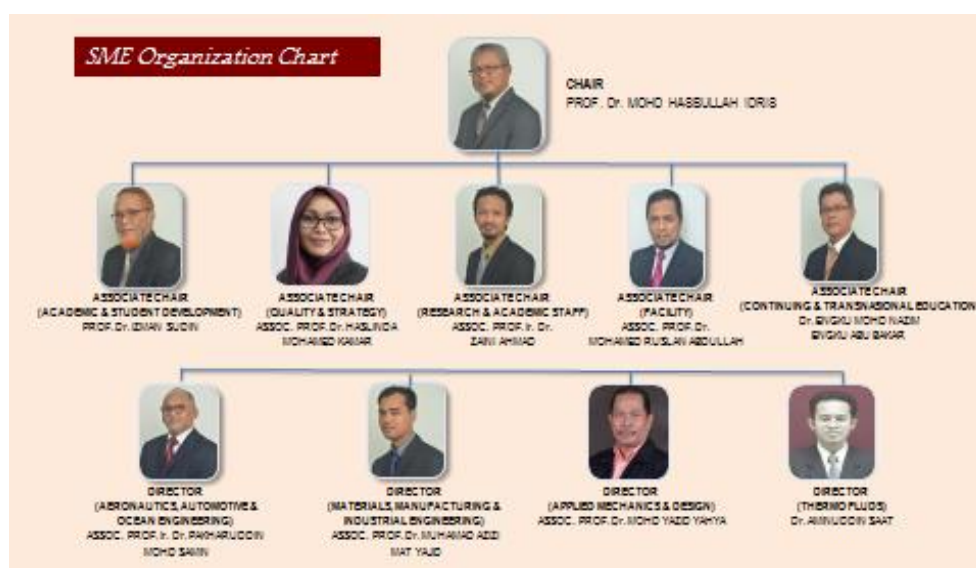 SME Organization Chart
CHAIR
PROF. Dr. MOHD HASBULLAH IDRIS
ASSOCIATE CHAIR
(ACADEMIC & STUDENT DEVELOPMENT)
PROF. Dr. IZMAN SUDIN
ASSOCIATE CHAIR
(QUALITY & STRATEGY)
ASSOC. PROF. Dr. HASLINDA
MOHAMED KAMAR
ASSOCIATE CHAIR
(RESEARCH & ACADEMIC STAFF)
ASSOC. PROF. Ir. Dr.
ZAINI AHMAD
ASSOCIATE CHAIR
(FACILITY)
ASSOC. PROF. Dr.
MOHAMED RUSLAN ABDULLAH
ASSOCIATE CHAIR
(CONTINUING & TRANSNATIONAL EDUCATION
Dr. ENGKU MOHD NAZIM
ENGKU ABU BAKAR
DIRECTOR
(AERONAUTICS, AUTOMOTIVE &
OCEAN ENGINEERING)
ASSOC. PROF. Ir. Dr. PAKHARUDDIN
MOHD SAMIN
DIRECTOR
(MATERIALS, MANUFACTURING &
INDUSTRIAL ENGINEERING)
ASSOC. PROF. Dr. MUHAMAD AZIZI
MAT YAJID
DIRECTOR
(APPLIED MECHANICS & DESIGN)
ASSOC. PROF. Dr. MOHD YAZID YAHYA
DIRECTOR
(THERMO FLUIDS)
Dr. AMINUDDIN SAAT